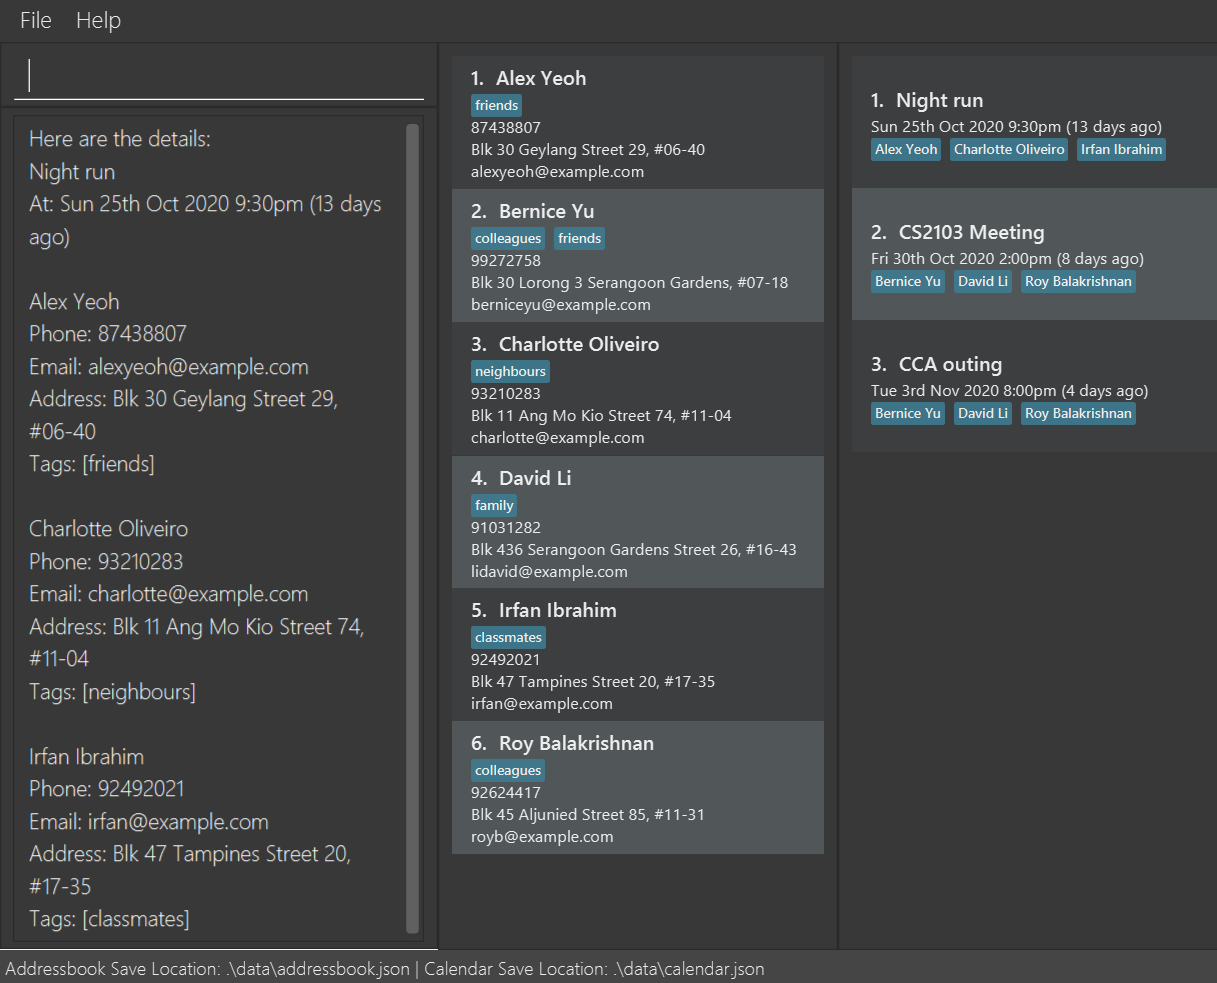 File Help
Here are the details:
Night run
At: Sun 25th Oct 2020 9:30pm (13 days
ago)
Alex Yeoh
Phone: 87438807
Email: alexyeoh@example.com
Address: Blk 30 Geylang Street 29,
#06-40
Tags: [friends]
Charlotte Oliveiro
Phone: 93210283
Email: charlotte@example.com
Address: Blk 11 Ang Mo Kio Street 74,
#11-04
Tags: [neighbours]
Irfan Ibrahim
Phone: 92492021
Email: irfan@example.com
Address: Blk 47 Tampines Street 20,
#17-35
Tags: [classmates]
1. Alex Yeoh
friends
87438807
Blk 30 Geylang Street 29, #06-40
alexyeoh@example.com
2. Bernice Yu
colleagues friends
99272758
Blk 30 Lorong 3 Serangoon Gardens, #07-18
berniceyu@example.com
3. Charlotte Oliveiro
neighbours
93210283
Blk 11 Ang Mo Kio Street 74, #11-04
charlotte@example.com
4. David Li
family
91031282
Blk 436 Serangoon Gardens Street 26, #16-43
lidavid@example.com
5. Irfan Ibrahim
classmates
92492021
Blk 47 Tampines Street 20, #17-35
irfan@example.com
6. Roy Balakrishnan
colleagues
92624417
Blk 45 Aljunied Street 85, #11-31
royb@example.com
1. Night run
Sun 25th Oct 2020 9:30pm (13 days ago)
Alex Yeoh Charlotte Oliveiro Irfan Ibrahim
2. CS2103 Meeting
Fri 30th Oct 2020 2:00pm (8 days ago)
Bernice Yu David Li Roy Balakrishnan
3. CCA outing
Tue 3rd Nov 2020 8:00pm (4 days ago)
Bernice Yu David Li Roy Balakrishnan
Addressbook Save Location: .\data\addressbook.json | Calendar Save Location: .\data\calendar.json